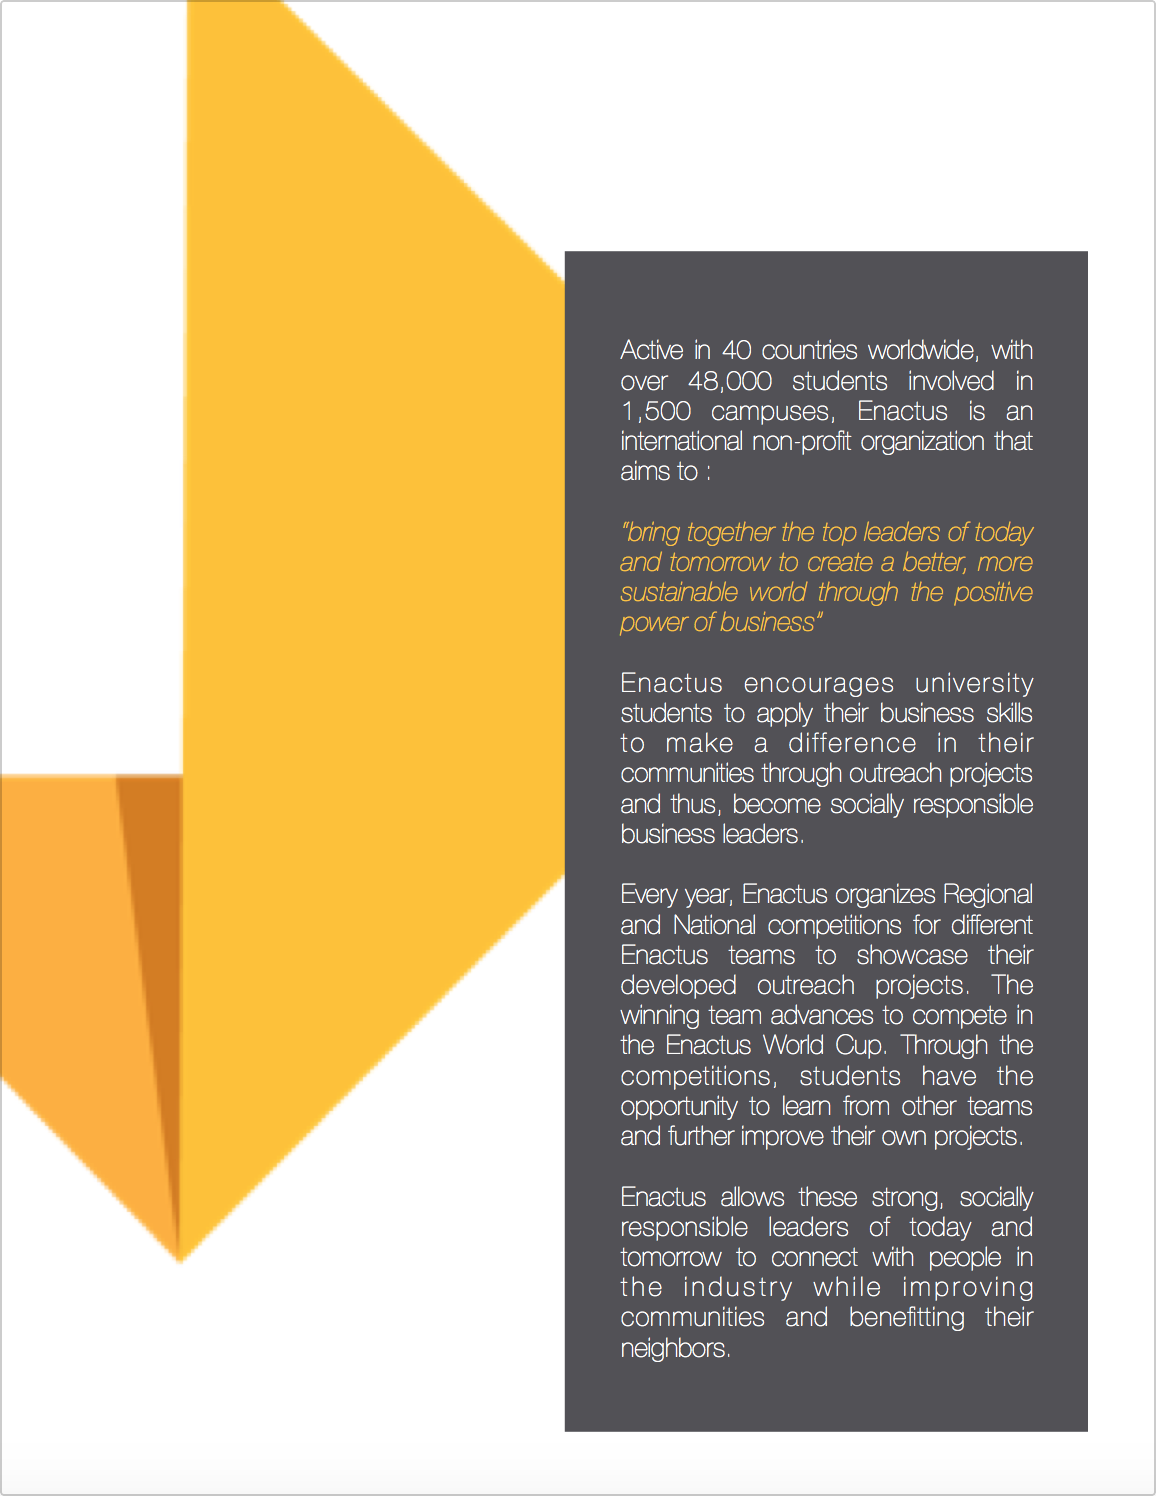 Active in 40 countries worldwide, with
over 48,000 students involved in
1,500 campuses, Enactus is an
international non-profit organization that
aims to :
"bring together the top leaders of today
and tomorrow to create a better, more
sustainable world through the positive
power of business"
Enactus encourages university
students to apply their business skills
to make a difference in their
communities through outreach projects
and thus, become socially responsible
business leaders.
Every year, Enactus organizes Regional
and National competitions for different
Enactus teams to showcase their
developed outreach projects. The
winning team advances to compete in
the Enactus World Cup. Through the
competitions, students have the
opportunity to learn from other teams
and further improve their own projects.
Enactus allows these strong, socially
responsible leaders of today and
tomorrow to connect with people in
the industry while improving
communities and benefitting their
neighbors.